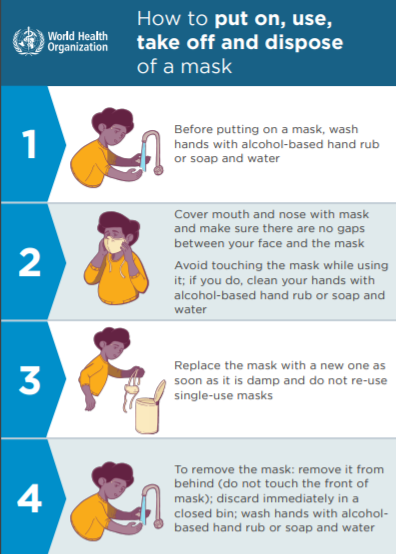 World Health
Organization
How to put on, use,
take off and dispose
of a mask
1
Before putting on a mask, wash
hands with alcohol-based hand rub
or soap and water
2
Cover mouth and nose with mask
and make sure there are no gaps
between your face and the mask
Avoid touching the mask while using
it; if you do, clean your hands with
alcohol-based hand rub or soap and
water
3
Replace the mask with a new one as
soon as it is damp and do not re-use
single-use masks
4
To remove the mask: remove it from
behind (do not touch the front of
mask); discard immediately in a
closed bin; wash hands with alcohol-
based hand rub or soap and water